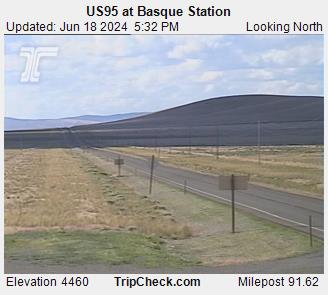 US95 at Basque Station
Updated: Jun 18 2024 5:32 PM Looking North
Elevation 4460 TripCheck.com Milepost 91.62